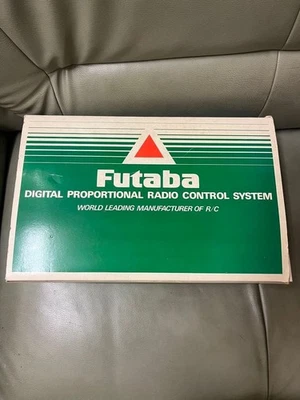 Futaba
DIGITAL PROPORTIONAL RADIO CONTROL SYSTEM
WORLD LEADING MANUFACTURER OF R/C